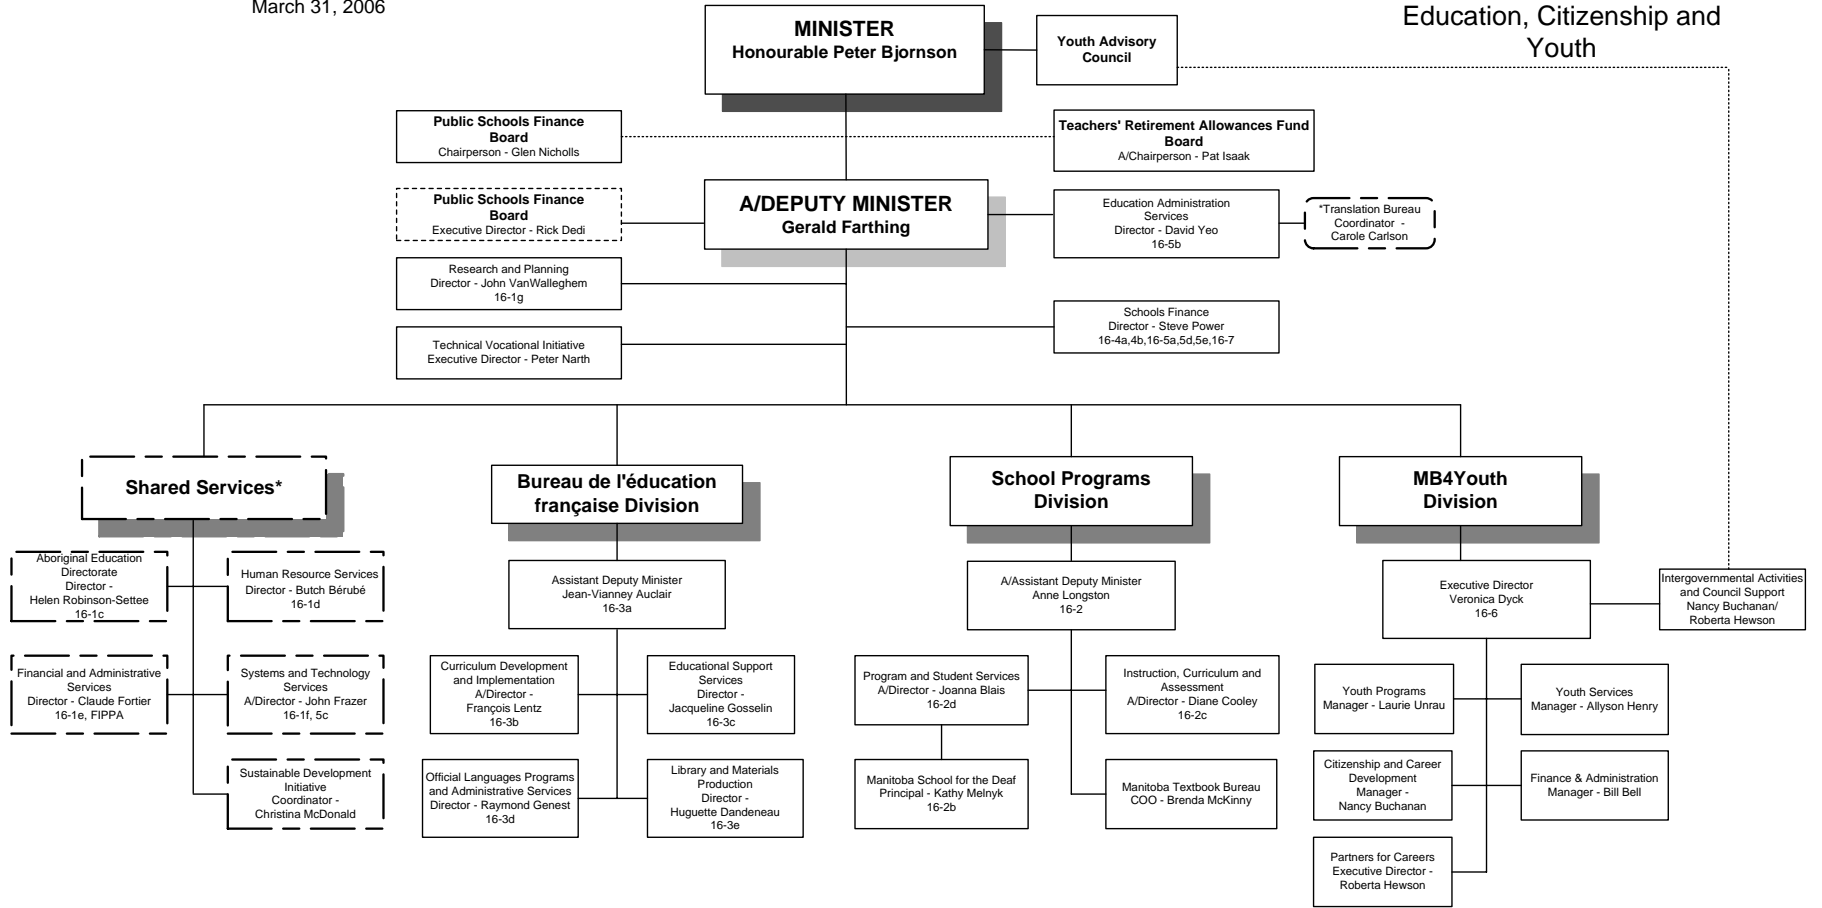 March 31, 2006
Education, Citizenship and
Youth
MINISTER
Honourable Peter Bjornson
Youth Advisory
Council
Public Schools Finance
Board
Chairperson - Glen Nicholls
Teachers' Retirement Allowances Fund
Board
A/Chairperson - Pat Isaak
Public Schools Finance
Board
Executive Director - Rick Dedi
A/DEPUTY MINISTER
Gerald Farthing
Education Administration
Services
Director - David Yeo
16-5b
*Translation Bureau
Coordinator -
Carole Carlson
Research and Planning
Director - John VanWalleghem
16-1g
Schools Finance
Director - Steve Power
16-4a,4b,16-5a,5d,5e,16-7
Technical Vocational Initiative
Executive Director - Peter Narth
Shared Services*
Bureau de l'éducation
française Division
School Programs
Division
MB4Youth
Division
Aboriginal Education
Directorate
Director -
Helen Robinson-Settee
16-1c
Human Resource Services
Director - Butch Bérubé
16-1d
Assistant Deputy Minister
Jean-Vianney Auclair
16-3a
A/Assistant Deputy Minister
Anne Longston
16-2
Executive Director
Veronica Dyck
16-6
Intergovernmental Activities
and Council Support
Nancy Buchanan/
Roberta Hewson
Financial and Administrative
Services
Director - Claude Fortier
16-1e, FIPPA
Systems and Technology
Services
A/Director - John Frazer
16-1f, 5c
Curriculum Development
and Implementation
A/Director -
François Lentz
16-3b
Educational Support
Services
Director -
Jacqueline Gosselin
16-3c
Program and Student Services
A/Director - Joanna Blais
16-2d
Instruction, Curriculum and
Assessment
A/Director - Diane Cooley
16-2c
Youth Programs
Manager - Laurie Unrau
Youth Services
Manager - Allyson Henry
Sustainable Development
Initiative
Coordinator -
Christina McDonald
Official Languages Programs
and Administrative Services
Director - Raymond Genest
16-3d
Library and Materials
Production
Director -
Huguette Dandeneau
16-3e
Manitoba School for the Deaf
Principal - Kathy Melnyk
16-2b
Manitoba Textbook Bureau
COO - Brenda McKinny
Citizenship and Career
Development
Manager -
Nancy Buchanan
Finance & Administration
Manager - Bill Bell
Partners for Careers
Executive Director -
Roberta Hewson